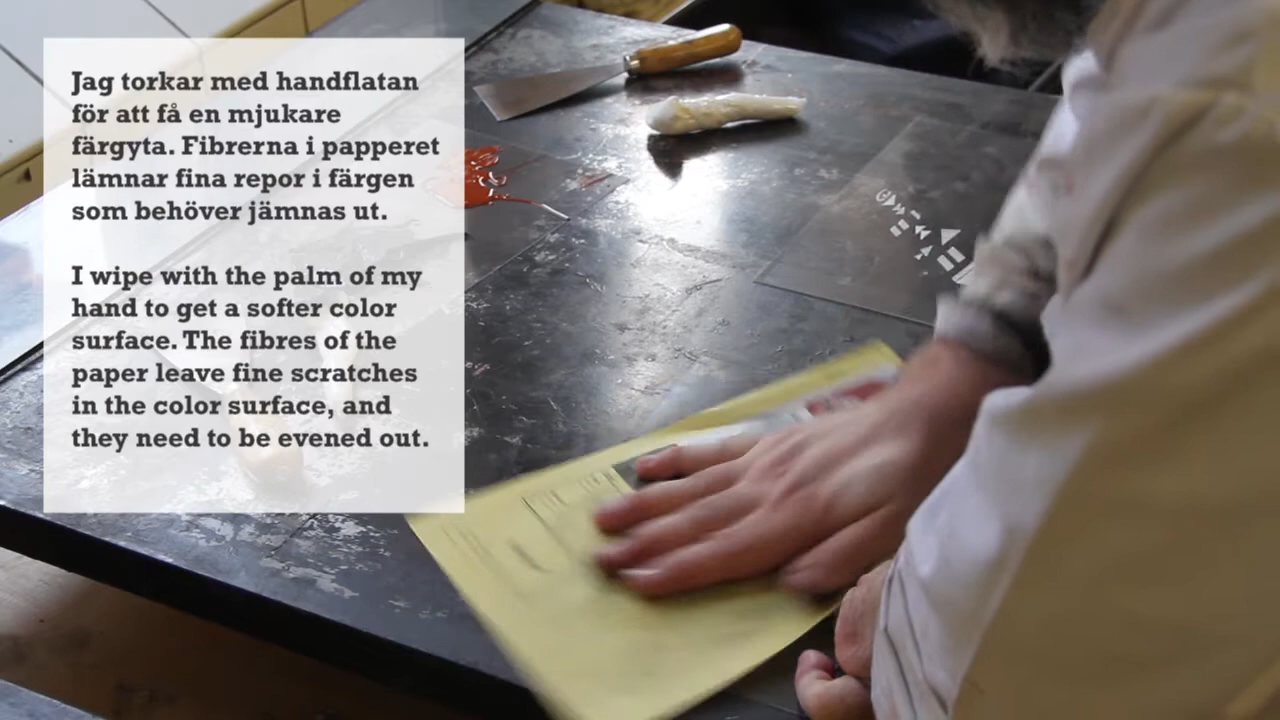 Jag torkar med handflatan
för att få en mjukare
färgyta. Fibrerna i papperet
lämnar fina repor i färgen
som behöver jämnas ut.
I wipe with the palm of my
hand to get a softer color
surface. The fibres of the
paper leave fine scratches
in the color surface, and
they need to be evened out.